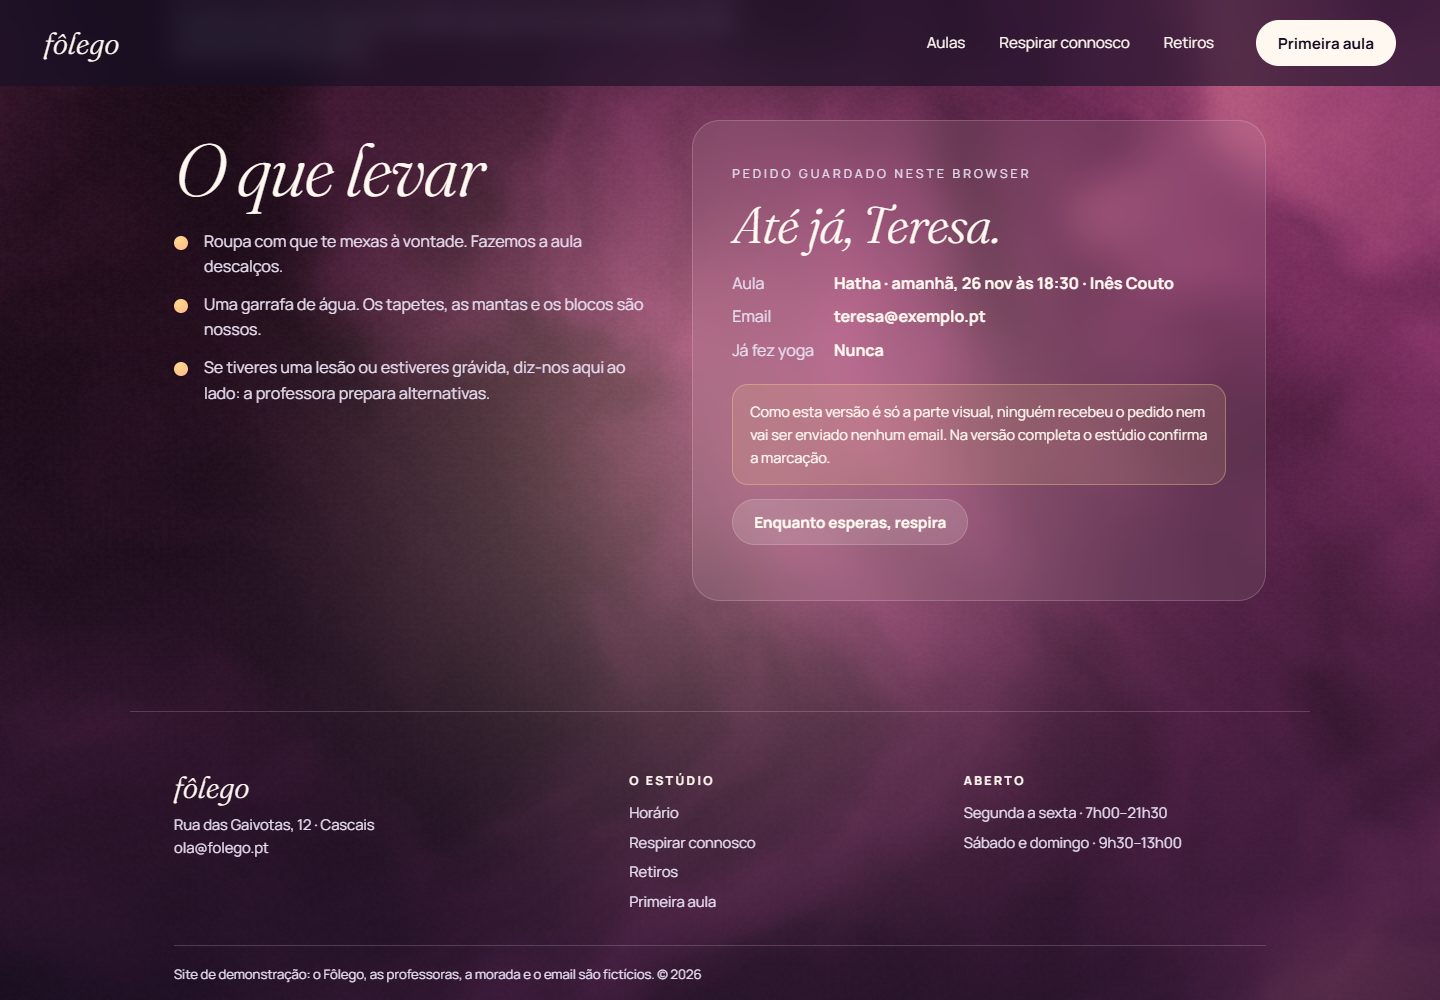 fôlego
Aulas
Respirar connosco
Retiros
Primeira aula
O que levar
Roupa com que te mexas à vontade. Fazemos a aula
descalços.
Uma garrafa de água. Os tapetes, as mantas e os blocos são
nossos.
Se tiveres uma lesão ou estiveres grávida, diz-nos aqui ao
lado: a professora prepara alternativas.
PEDIDO GUARDADO NESTE BROWSER
Até já, Teresa.
Aula Hatha · amanhã, 26 nov às 18:30 · Inês Couto
Email teresa@exemplo.pt
Já fez yoga Nunca
Como esta versão é só a parte visual, ninguém recebeu o pedido nem
vai ser enviado nenhum email. Na versão completa o estúdio confirma
a marcação.
Enquanto esperas, respira
fôlego
Rua das Gaivotas, 12 · Cascais
ola@folego.pt
O ESTÚDIO
Horário
Respirar connosco
Retiros
Primeira aula
ABERTO
Segunda a sexta · 7h00–21h30
Sábado e domingo · 9h30–13h00
Site de demonstração: o Fôlego, as professoras, a morada e o email são fictícios. © 2026